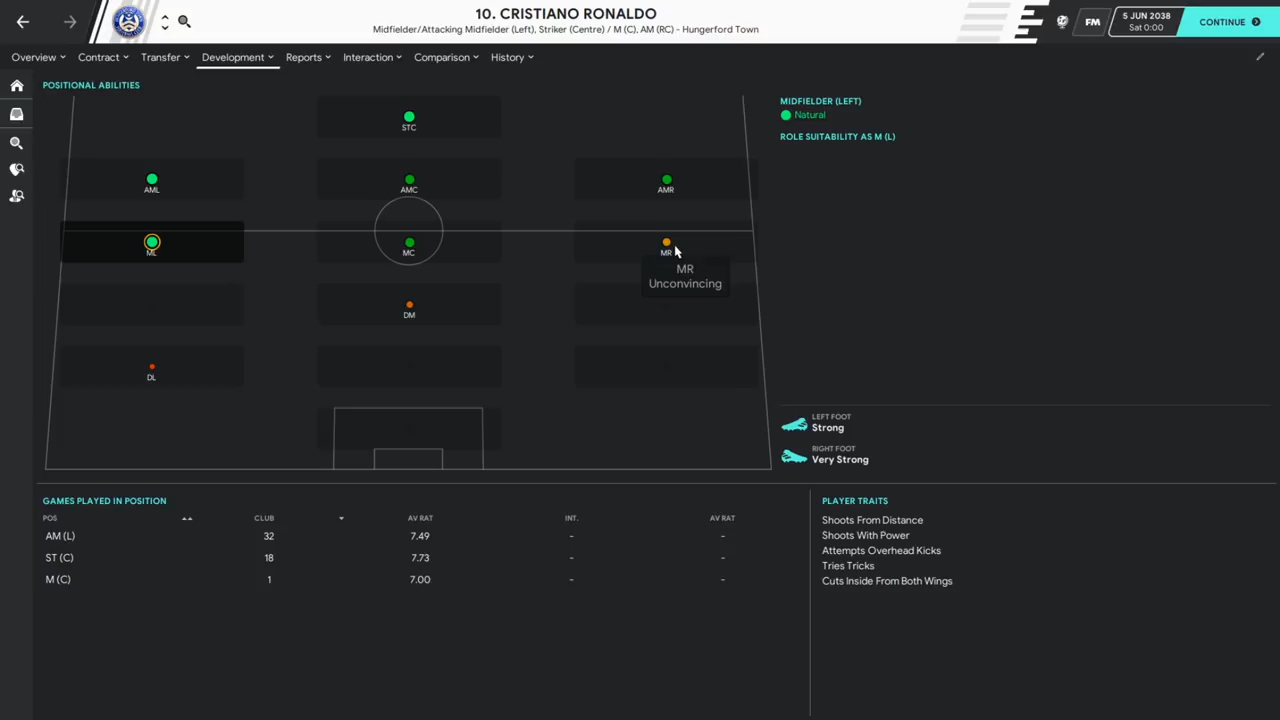 10. CRISTIANO RONALDO
Midfielder/Attacking Midfielder (Left), Striker (Centre) / M (C), AM (RC) - Hungerford Town
FM
5 JUN 2038
Sat 0:00
CONTINUE
Overview
Contract
Transfer
Development
Reports
Interaction
Comparison
History
POSITIONAL ABILITIES
STC
AML
AMC
AMR
ML
MC
MR
MR
Unconvincing
DM
DL
MIDFIELDER (LEFT)
Natural
ROLE SUITABILITY AS M (L)
LEFT FOOT
Strong
RIGHT FOOT
Very Strong
GAMES PLAYED IN POSITION
POS CLUB AV RAT INT. AV RAT
AM (L) 32 7.49 - -
ST (C) 18 7.73 - -
M (C) 1 7.00 - -
PLAYER TRAITS
Shoots From Distance
Shoots With Power
Attempts Overhead Kicks
Tries Tricks
Cuts Inside From Both Wings